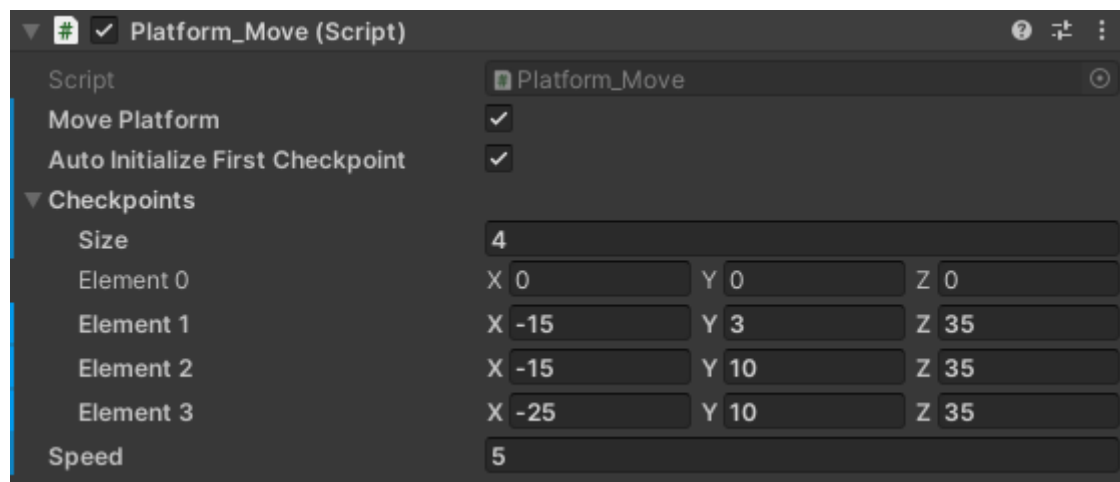 # Platform_Move (Script)
Script # Platform_Move
Move Platform
Auto Initialize First Checkpoint
Checkpoints
Size 4
Element 0 X 0 Y 0 Z 0
Element 1 X -15 Y 3 Z 35
Element 2 X -15 Y 10 Z 35
Element 3 X -25 Y 10 Z 35
Speed 5